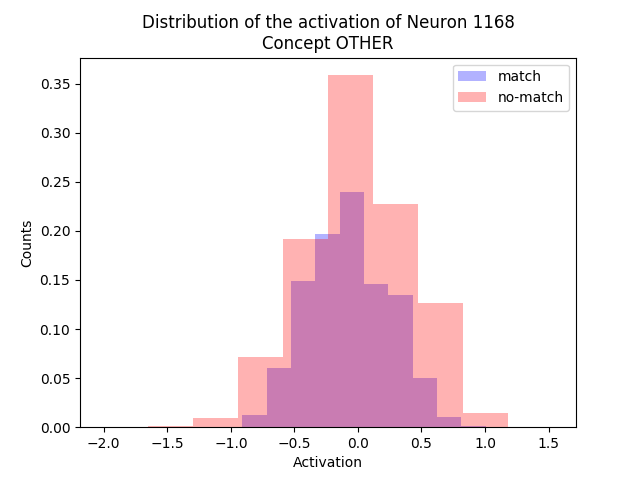 Distribution of the activation of Neuron 1168
Concept OTHER
match
no-match
Counts
0.35
0.30
0.25
0.20
0.15
0.10
0.05
0.00
−2.0 −1.5 −1.0 −0.5 0.0 0.5 1.0 1.5
Activation